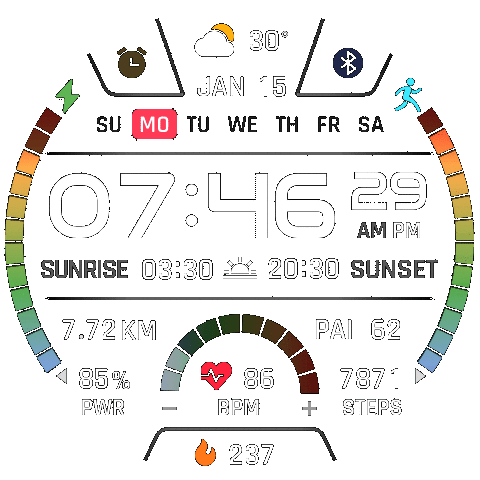 30°
JAN 15
SU MO TU WE TH FR SA
07:46 29
AM PM
SUNRISE 03:30 20:30 SUNSET
7.72 KM PAI 62
85% 86 7871
PWR − BPM + STEPS
237